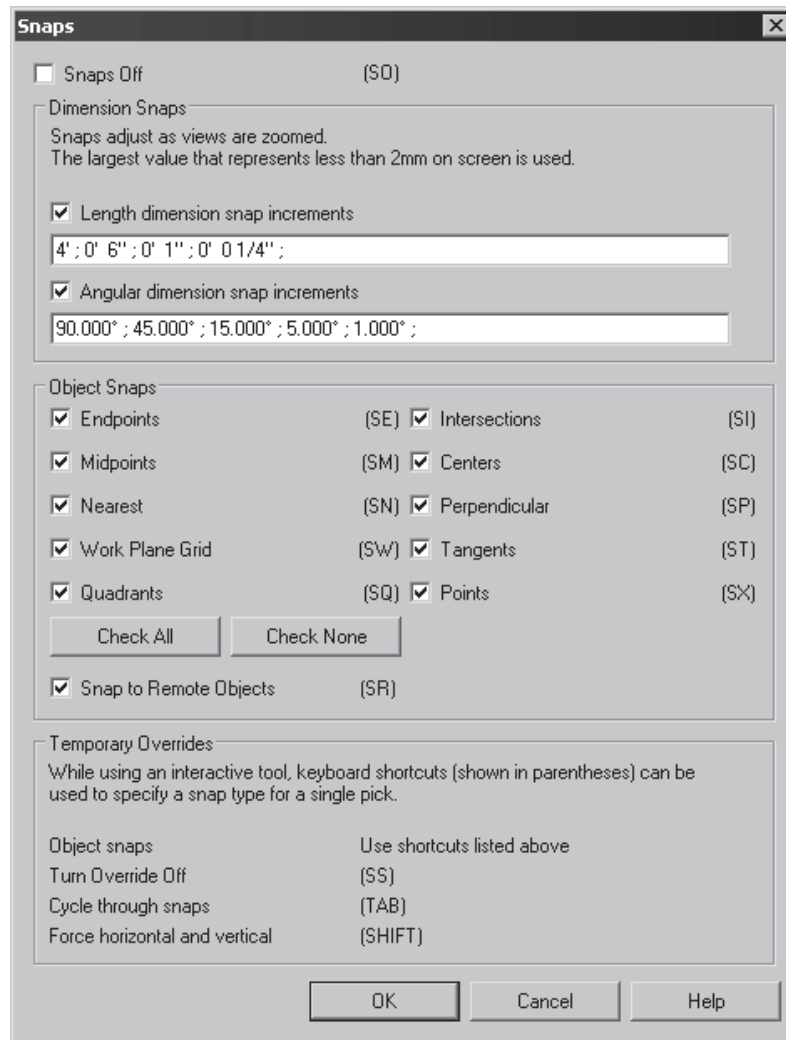 Snaps
Snaps Off (SO)
Dimension Snaps
Snaps adjust as views are zoomed.
The largest value that represents less than 2mm on screen is used.
Length dimension snap increments
4' ; 0' 6" ; 0' 1" ; 0' 0 1/4" ;
Angular dimension snap increments
90.000° ; 45.000° ; 15.000° ; 5.000° ; 1.000° ;
Object Snaps
Endpoints (SE) Intersections (SI)
Midpoints (SM) Centers (SC)
Nearest (SN) Perpendicular (SP)
Work Plane Grid (SW) Tangents (ST)
Quadrants (SQ) Points (SX)
Check All Check None
Snap to Remote Objects (SR)
Temporary Overrides
While using an interactive tool, keyboard shortcuts (shown in parentheses) can be
used to specify a snap type for a single pick.
Object snaps Use shortcuts listed above
Turn Override Off (SS)
Cycle through snaps (TAB)
Force horizontal and vertical (SHIFT)
OK Cancel Help